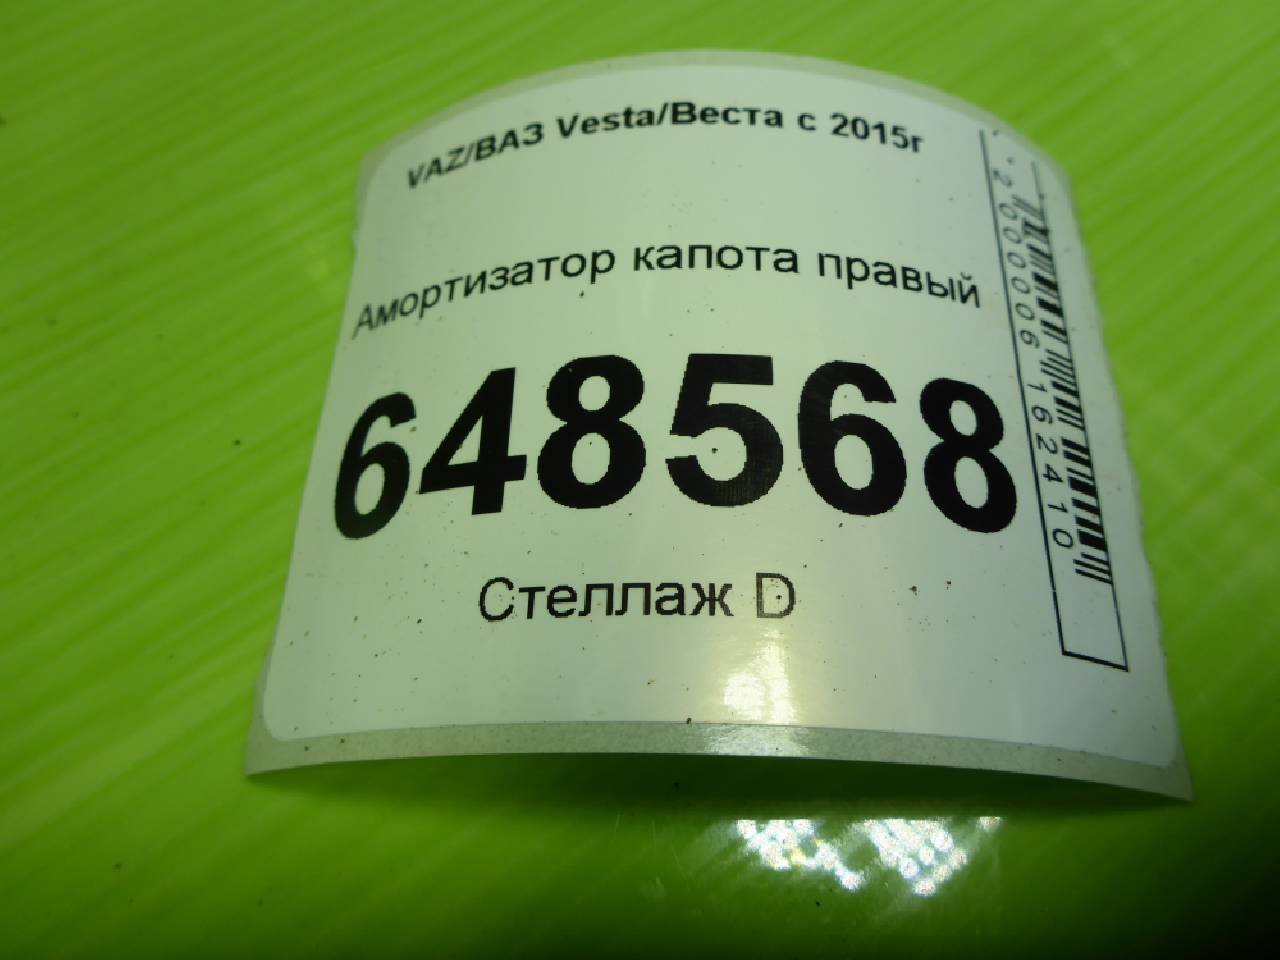 VAZ/ВАЗ Vesta/Веста с 2015г
Амортизатор капота правый
648568
Стеллаж D
2000006162410